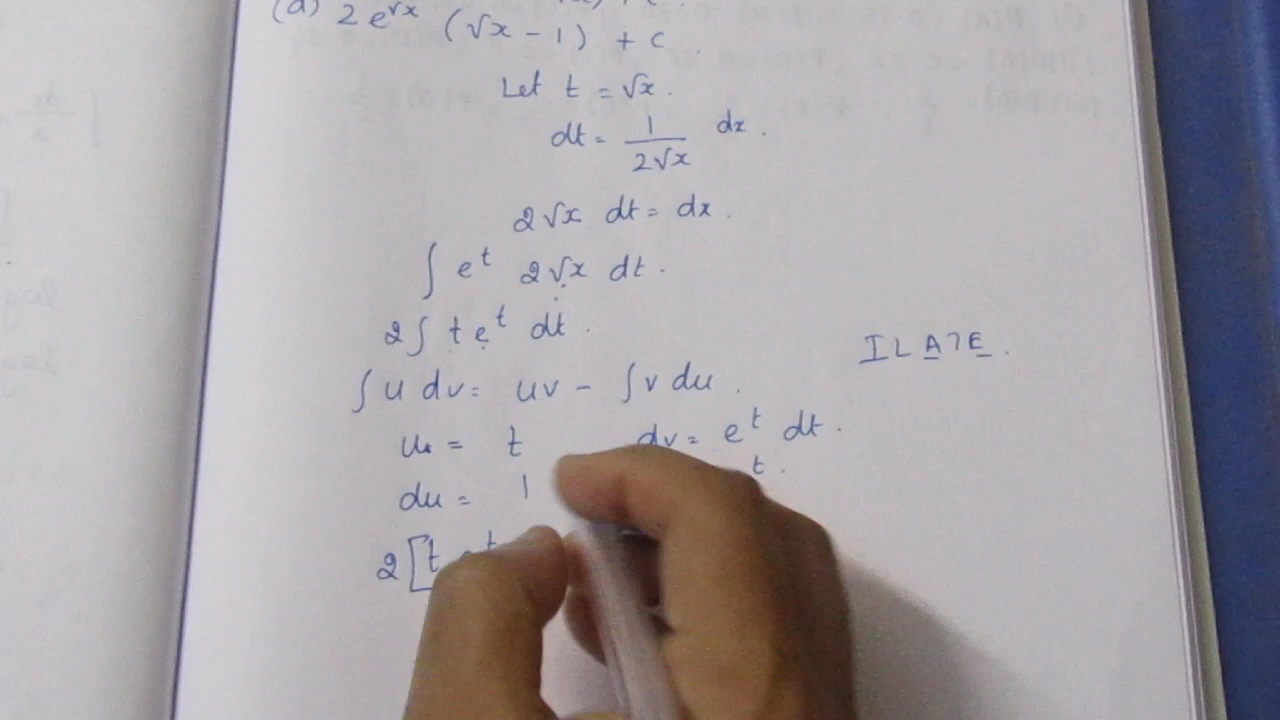 (d) 2e^√x (√x - 1) + c.
Let t = √x.
dt = 1/2√x dx.
2√x dt = dx.
∫ e^t 2√x dt.
2∫ t e^t dt.
ILATE.
∫ u dv = uv - ∫ v du.
u = t dv = e^t dt.
du = 1 t.
2[t